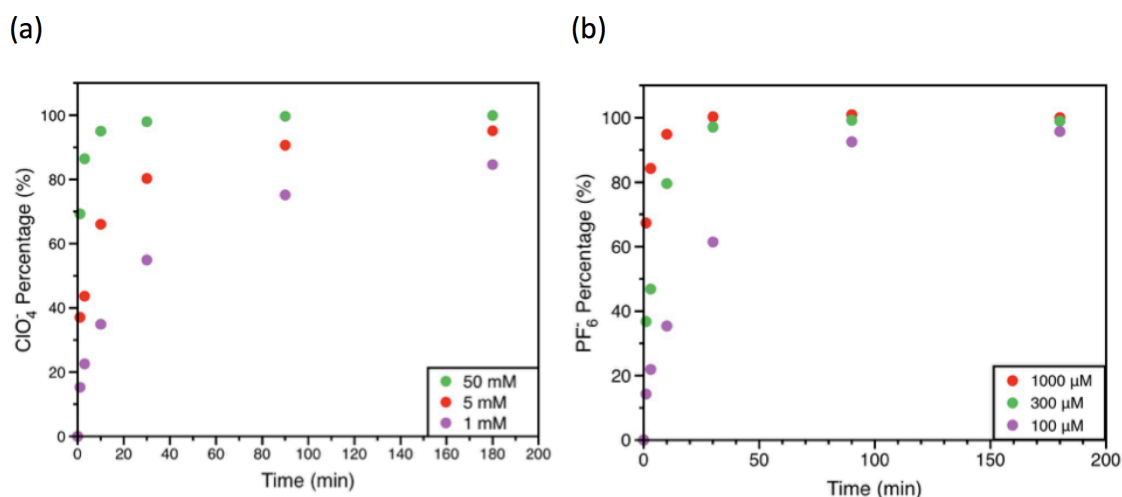 (a)
(b)
ClO₄⁻ Percentage (%)
100
80
60
40
20
0
50 mM
5 mM
1 mM
0 20 40 60 80 100 120 140 160 180 200
Time (min)
PF₆⁻ Percentage (%)
100
80
60
40
20
0
1000 µM
300 µM
100 µM
0 50 100 150 200
Time (min)